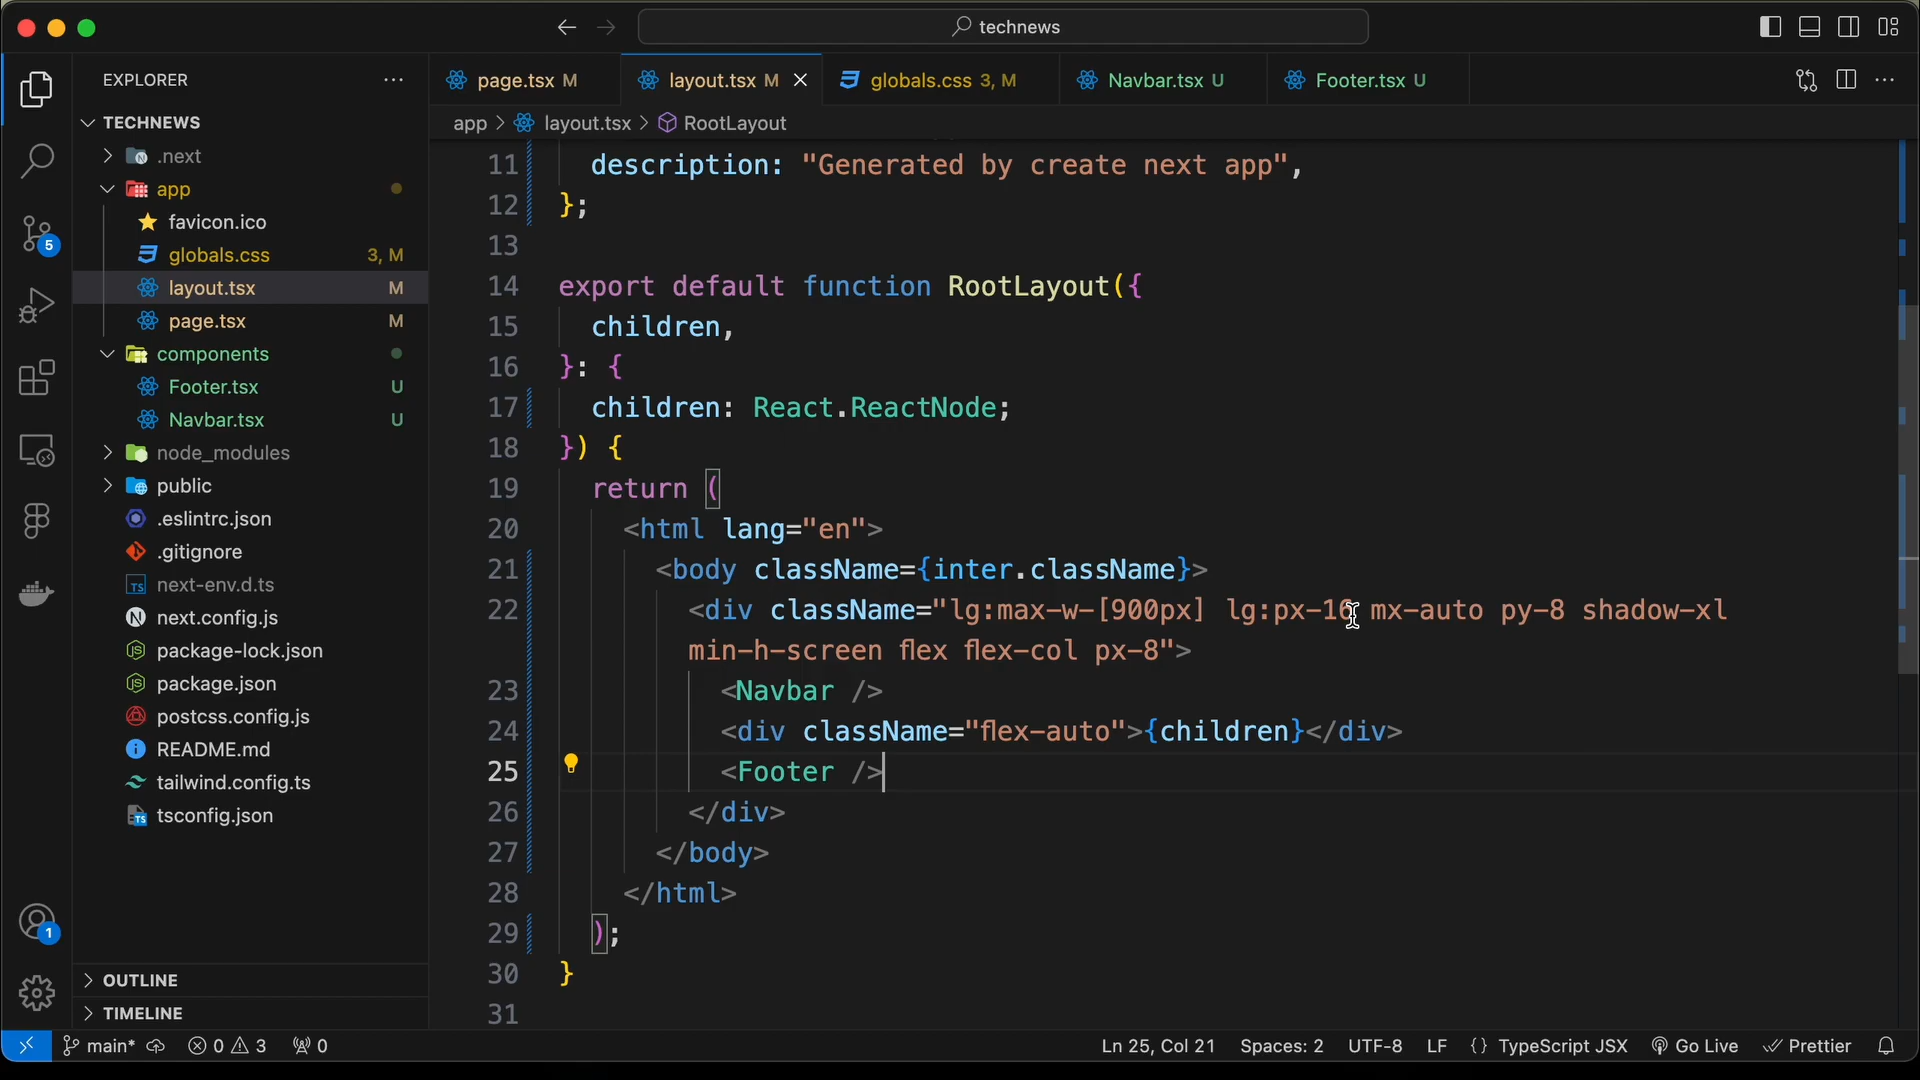 technews
EXPLORER
TECHNEWS
.next
app
favicon.ico
globals.css 3, M
layout.tsx M
page.tsx M
components
Footer.tsx U
Navbar.tsx U
node_modules
public
.eslintrc.json
.gitignore
next-env.d.ts
next.config.js
package-lock.json
package.json
postcss.config.js
README.md
tailwind.config.ts
tsconfig.json
OUTLINE
TIMELINE
5
1
page.tsx M
layout.tsx M
globals.css 3, M
Navbar.tsx U
Footer.tsx U
app > layout.tsx > RootLayout
11 description: "Generated by create next app",
12 };
13
14 export default function RootLayout({
15 children,
16 }: {
17 children: React.ReactNode;
18 }) {
19 return (
20 <html lang="en">
21 <body className={inter.className}>
22 <div className="lg:max-w-[900px] lg:px-16 mx-auto py-8 shadow-xl
min-h-screen flex flex-col px-8">
23 <Navbar />
24 <div className="flex-auto">{children}</div>
25 <Footer />
26 </div>
27 </body>
28 </html>
29 );
30 }
31
main* 0 3 0 Ln 25, Col 21 Spaces: 2 UTF-8 LF {} TypeScript JSX Go Live Prettier